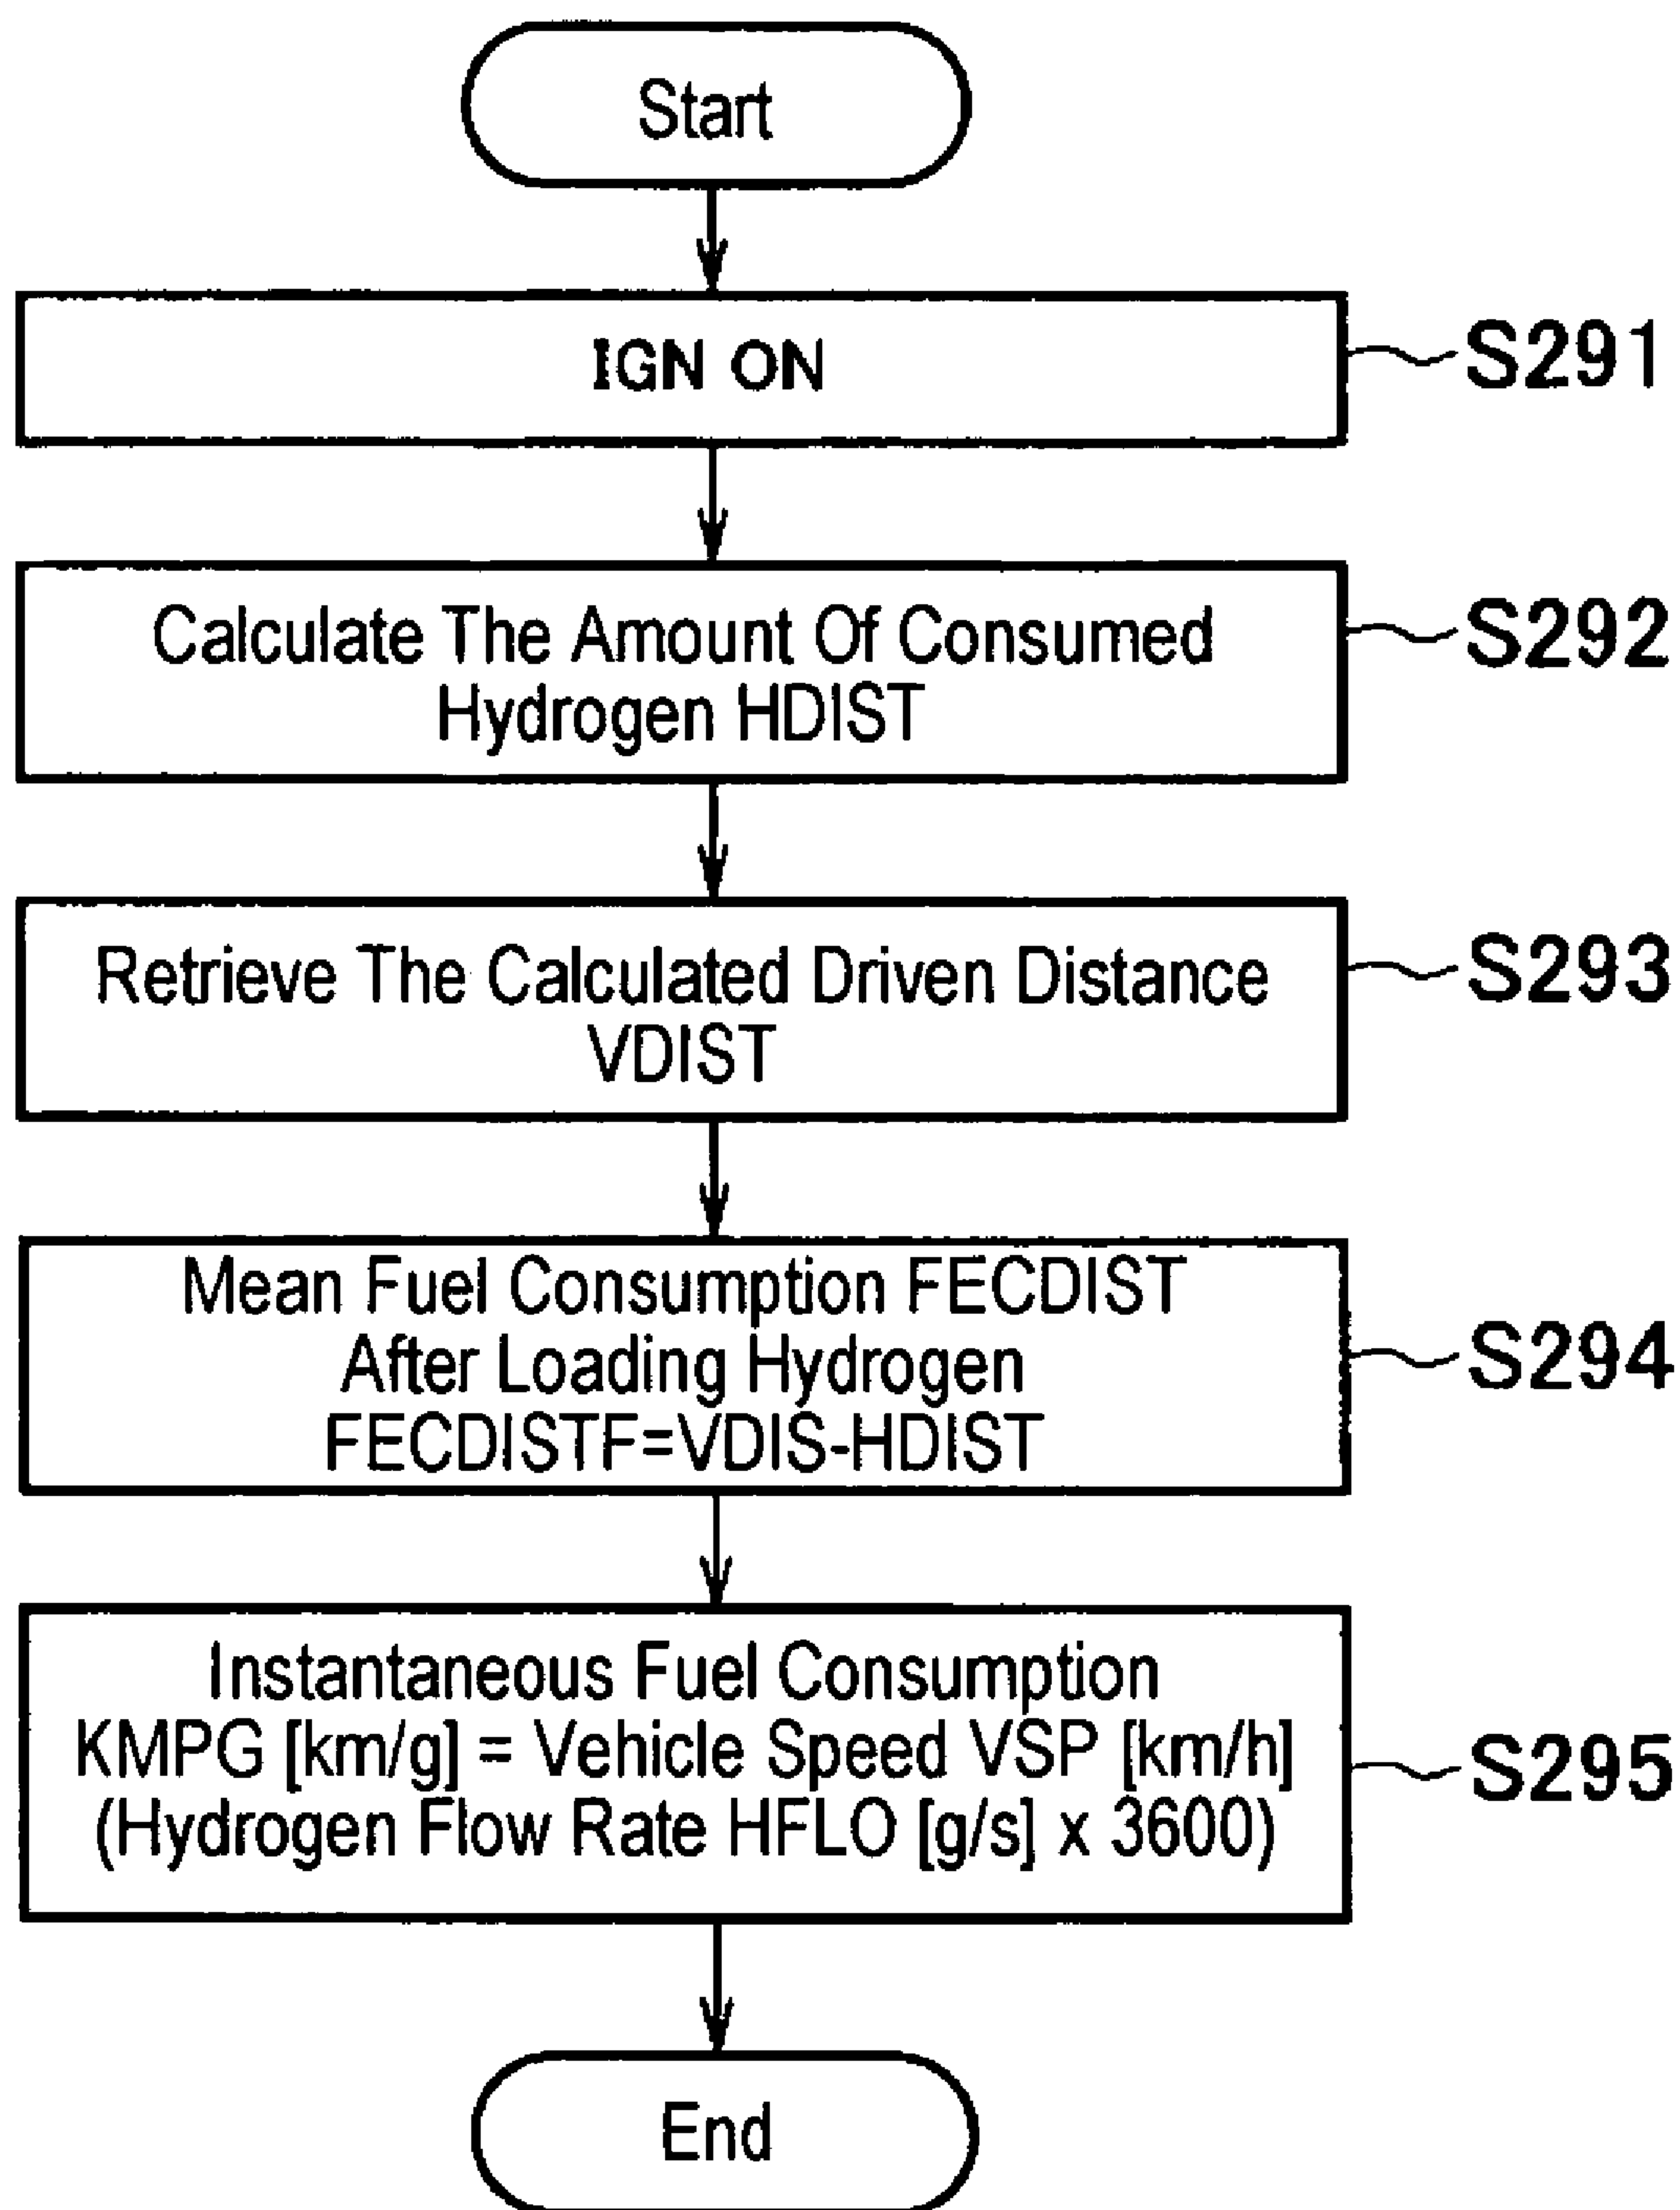 Start
IGN ON
S291
Calculate The Amount Of Consumed
Hydrogen HDIST
S292
Retrieve The Calculated Driven Distance
VDIST
S293
Mean Fuel Consumption FECDIST
After Loading Hydrogen
FECDISTF=VDIS-HDIST
S294
Instantaneous Fuel Consumption
KMPG [km/g] = Vehicle Speed VSP [km/h]
(Hydrogen Flow Rate HFLO [g/s] x 3600)
S295
End